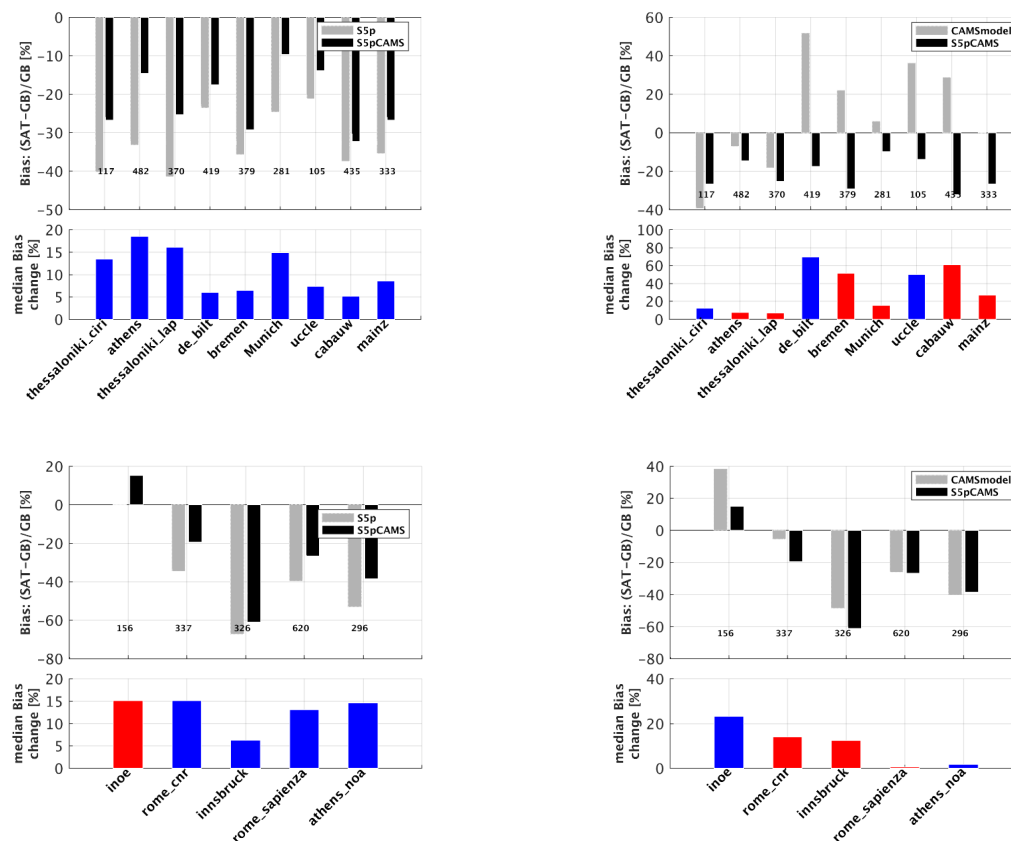 0
-10
-20
-30
-40
-50
Bias: (SAT-GB)/GB [%]
S5p
S5pCAMS
117 482 370 419 379 281 105 435 333
20
15
10
5
0
median Bias
change [%]
thessaloniki_ciri
athens
thessaloniki_lap
de_bilt
bremen
Munich
uccle
cabauw
mainz
60
40
20
0
-20
-40
Bias: (SAT-GB)/GB [%]
CAMSmodel
S5pCAMS
117 482 370 419 379 281 105 435 333
100
80
60
40
20
0
median Bias
change [%]
thessaloniki_ciri
athens
thessaloniki_lap
de_bilt
bremen
Munich
uccle
cabauw
mainz
20
0
-20
-40
-60
-80
Bias: (SAT-GB)/GB [%]
S5p
S5pCAMS
156 337 326 620 296
20
15
10
5
0
median Bias
change [%]
inoe
rome_cnr
innsbruck
rome_sapienza
athens_noa
40
20
0
-20
-40
-60
-80
Bias: (SAT-GB)/GB [%]
CAMSmodel
S5pCAMS
156 337 326 620 296
40
20
0
median Bias
change [%]
inoe
rome_cnr
innsbruck
rome_sapienza
athens_noa